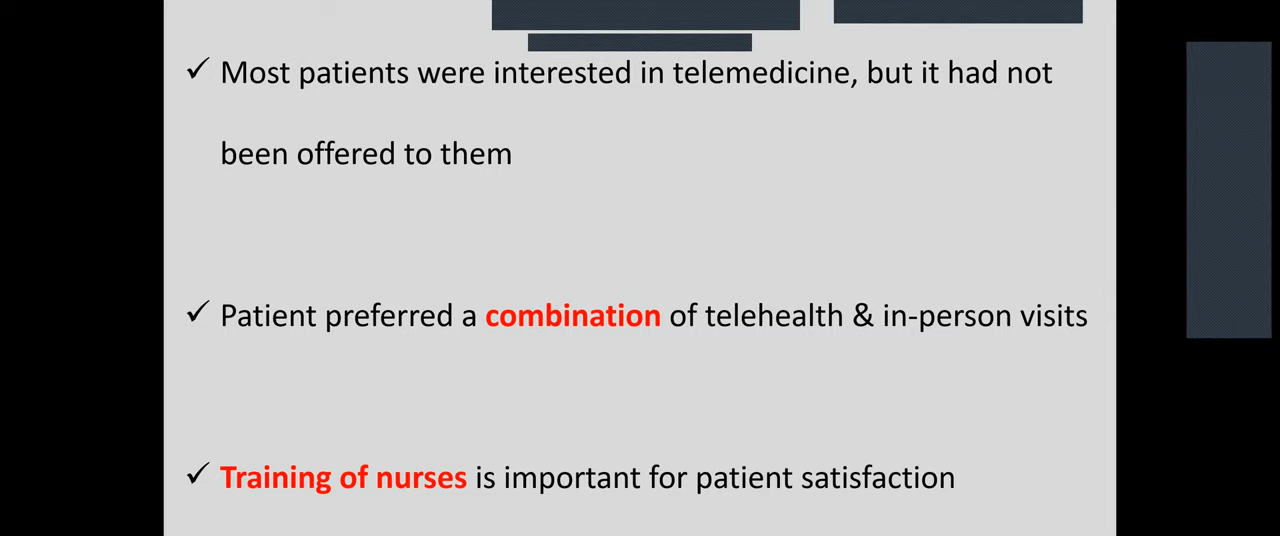 ✓ Most patients were interested in telemedicine, but it had not
been offered to them
✓ Patient preferred a combination of telehealth & in-person visits
✓ Training of nurses is important for patient satisfaction